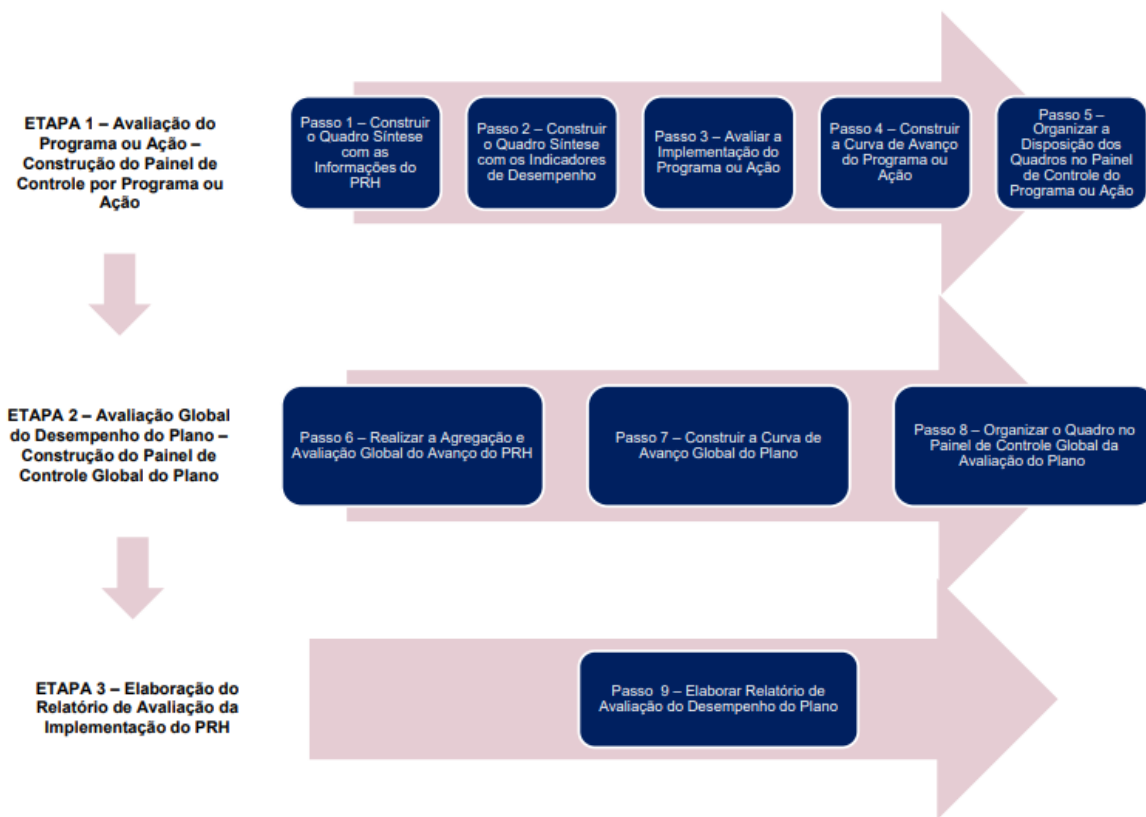 ETAPA 1 – Avaliação do
Programa ou Ação –
Construção do Painel de
Controle por Programa ou
Ação
Passo 1 – Construir
o Quadro Síntese
com as
Informações do
PRH
Passo 2 – Construir
o Quadro Síntese
com os Indicadores
de Desempenho
Passo 3 – Avaliar a
Implementação do
Programa ou Ação
Passo 4 – Construir
a Curva de Avanço
do Programa ou
Ação
Passo 5 –
Organizar a
Disposição dos
Quadros no Painel
de Controle do
Programa ou Ação
ETAPA 2 – Avaliação Global
do Desempenho do Plano –
Construção do Painel de
Controle Global do Plano
Passo 6 – Realizar a Agregação e
Avaliação Global do Avanço do PRH
Passo 7 – Construir a Curva de
Avanço Global do Plano
Passo 8 – Organizar o Quadro no
Painel de Controle Global da
Avaliação do Plano
ETAPA 3 – Elaboração do
Relatório de Avaliação da
Implementação do PRH
Passo 9 – Elaborar Relatório de
Avaliação do Desempenho do Plano